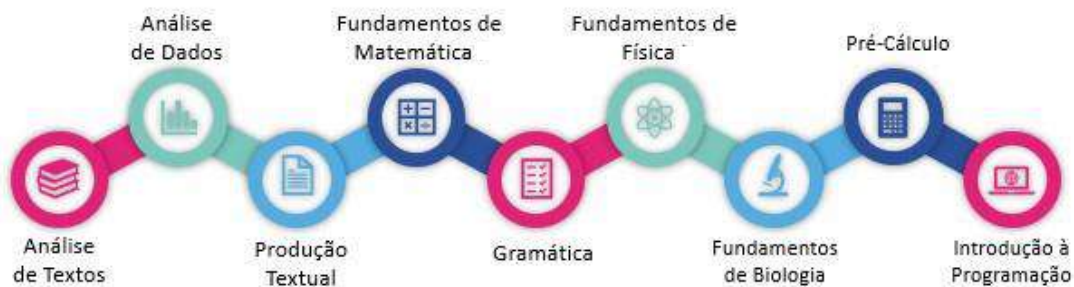 Análise
de Textos
Análise
de Dados
Produção
Textual
Fundamentos de
Matemática
Gramática
Fundamentos de
Física
Fundamentos
de Biologia
Pré-Cálculo
Introdução à
Programação